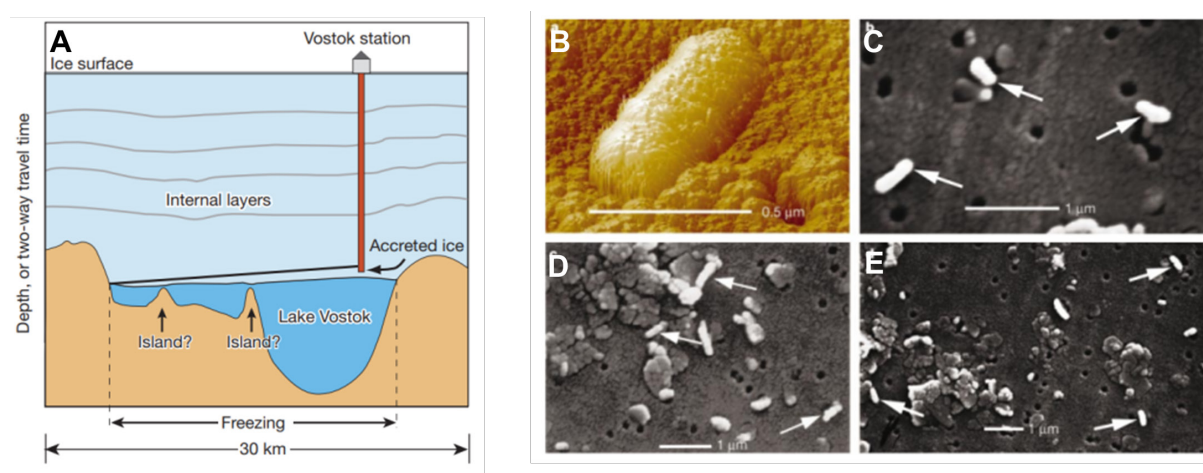 A
Vostok station
Ice surface
Depth, or two-way travel time
Internal layers
Accreted ice
Lake Vostok
Island?
Island?
Freezing
30 km
B
0.5 μm
C
1 μm
D
1 μm
E
1 μm